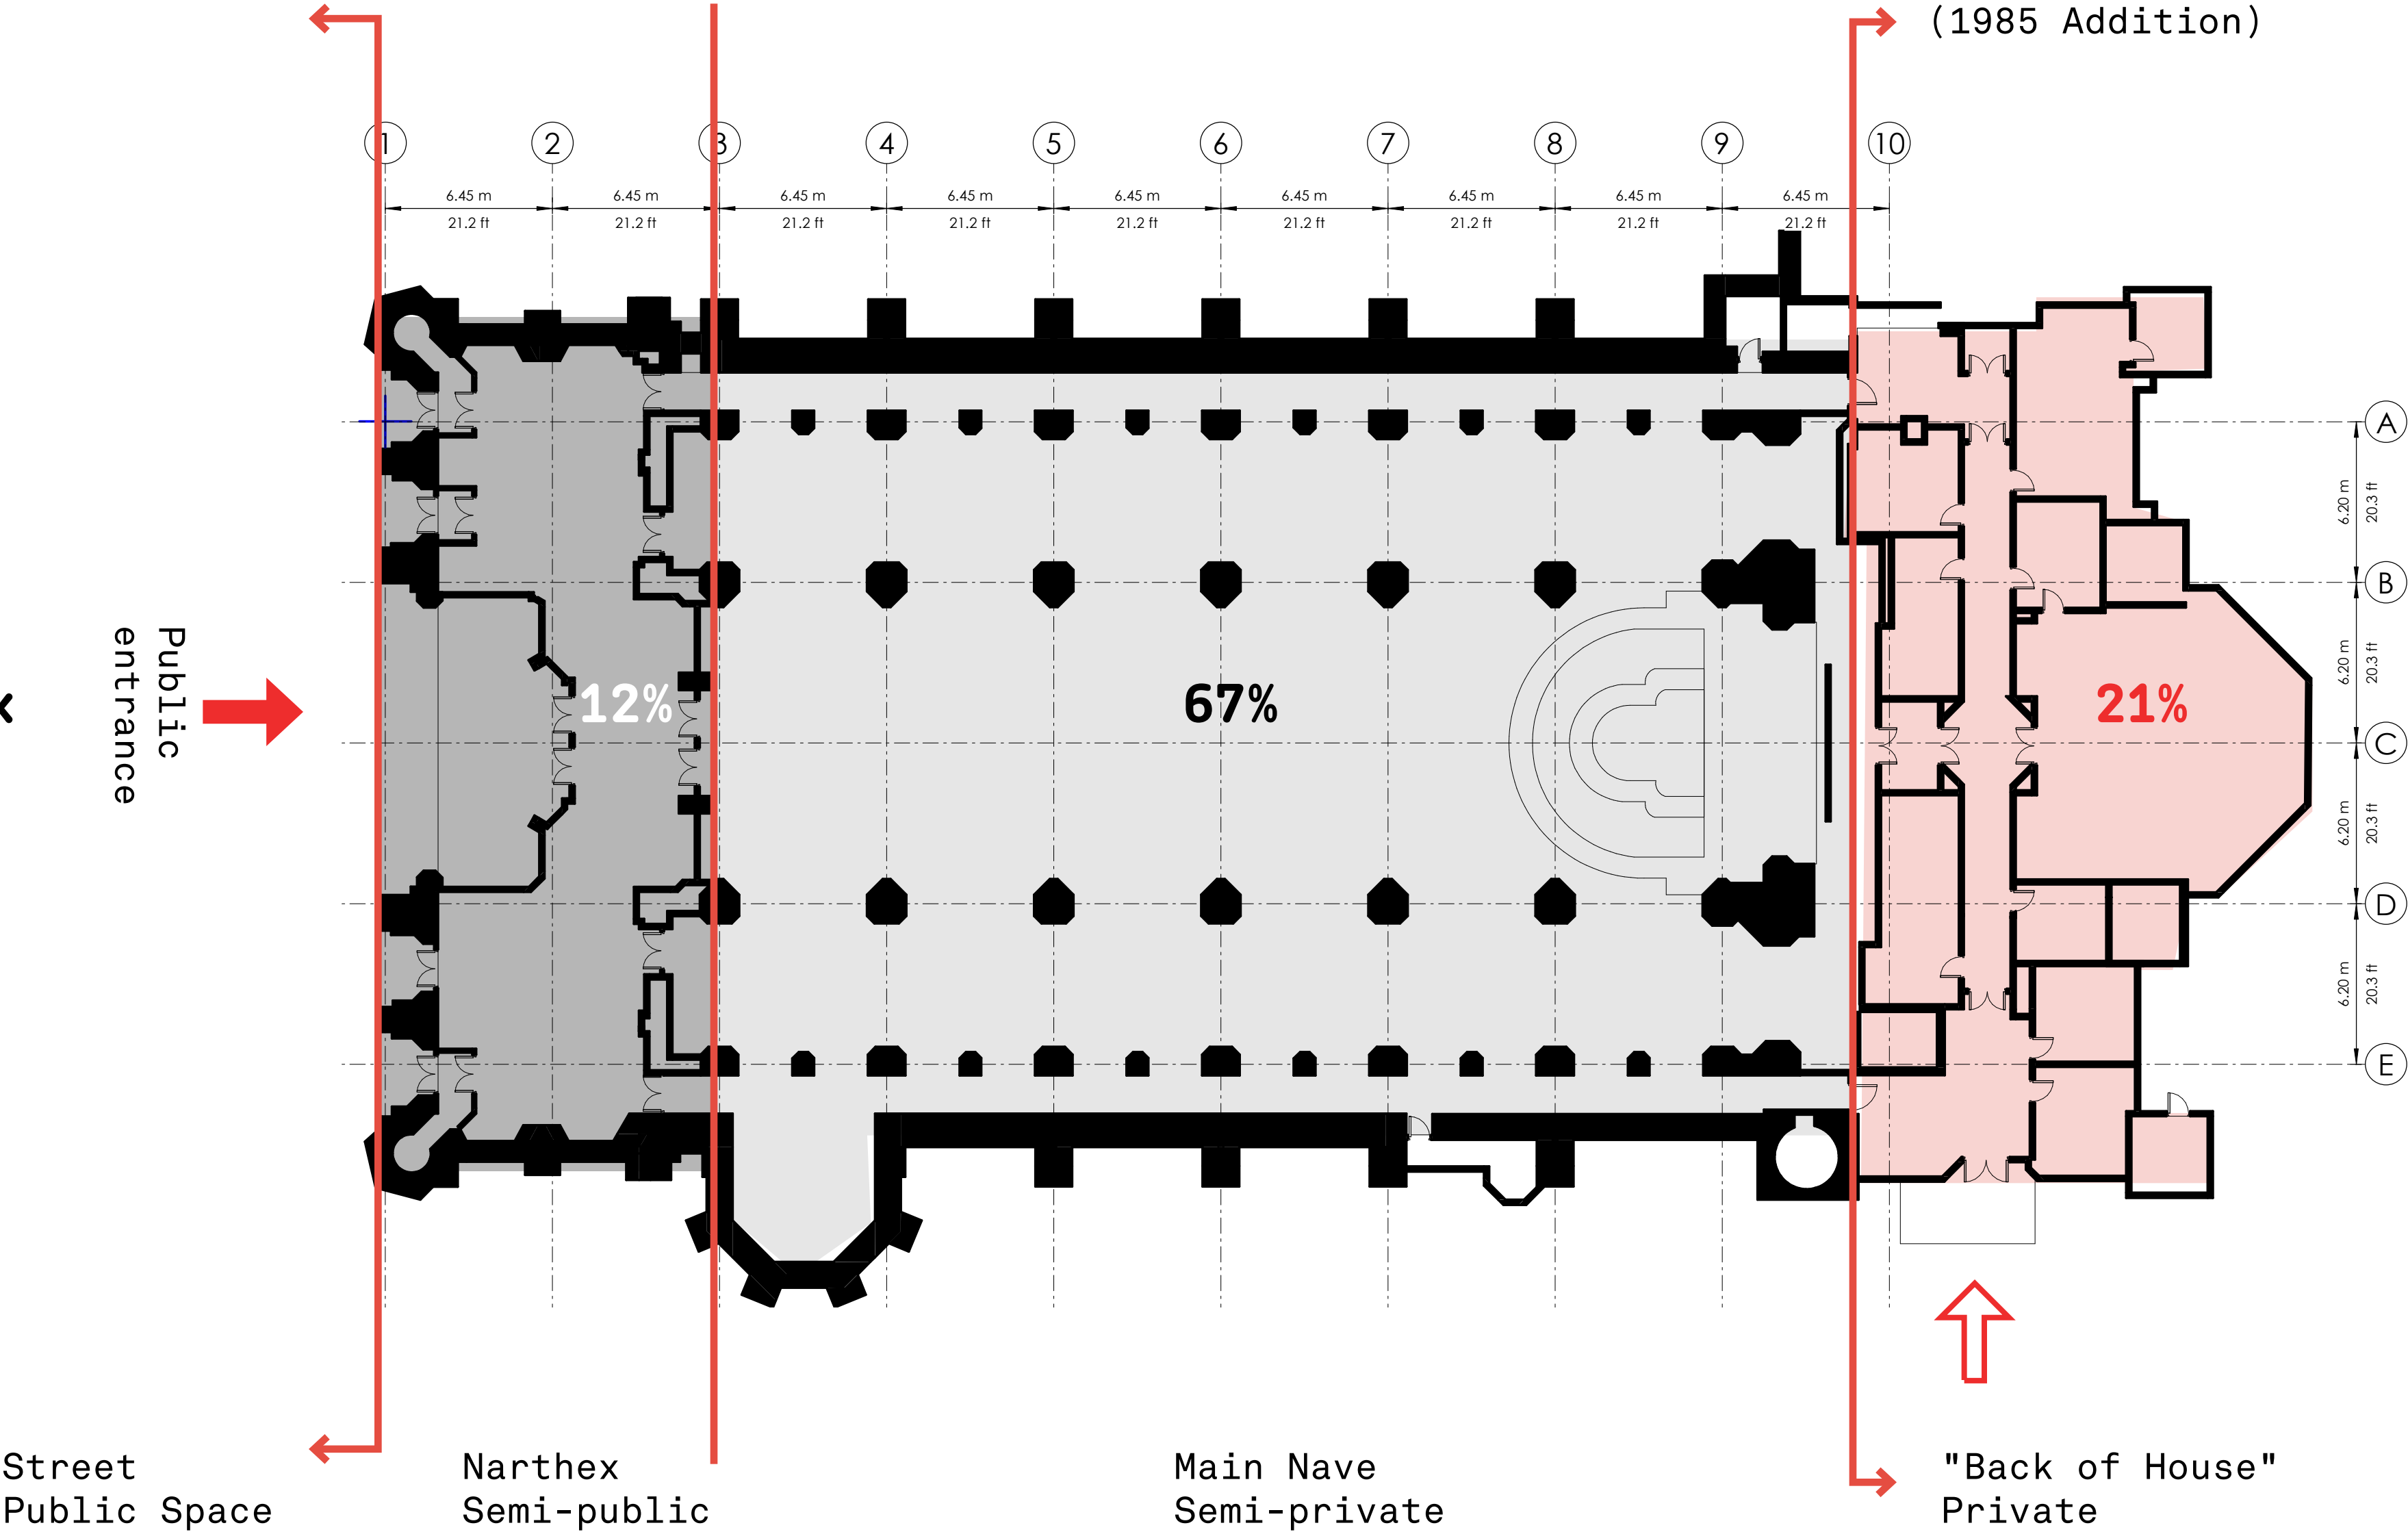 (1985 Addition)
1
2
3
4
5
6
7
8
9
10
6.45 m
6.45 m
6.45 m
6.45 m
6.45 m
6.45 m
6.45 m
6.45 m
6.45 m
21.2 ft
21.2 ft
21.2 ft
21.2 ft
21.2 ft
21.2 ft
21.2 ft
21.2 ft
21.2 ft
A
6.20 m
20.3 ft
B
6.20 m
20.3 ft
C
6.20 m
20.3 ft
D
6.20 m
20.3 ft
E
Public
entrance
12%
67%
21%
Street
Public Space
Narthex
Semi-public
Main Nave
Semi-private
"Back of House"
Private